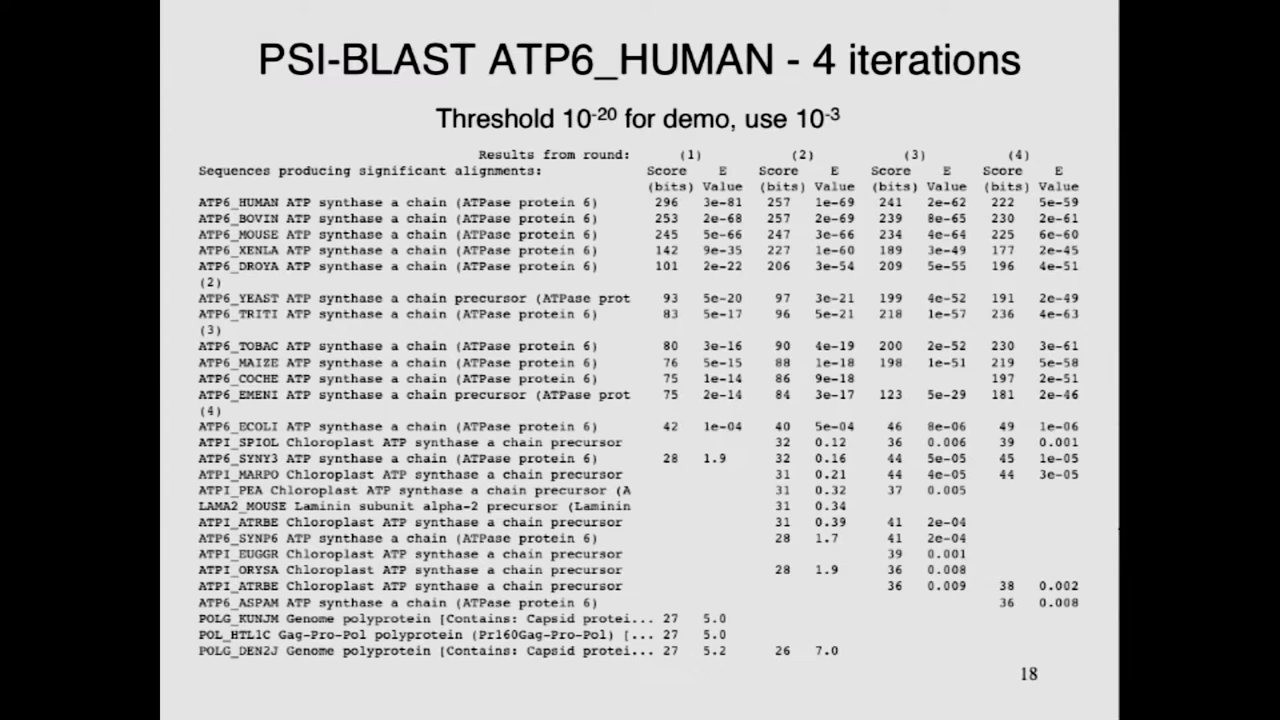 PSI-BLAST ATP6_HUMAN - 4 iterations
Threshold 10-20 for demo, use 10-3
Results from round: (1) (2) (3) (4)
Sequences producing significant alignments: Score E Score E Score E Score E
(bits) Value (bits) Value (bits) Value (bits) Value
ATP6_HUMAN ATP synthase a chain (ATPase protein 6) 296 3e-81 257 1e-69 241 2e-62 222 5e-59
ATP6_BOVIN ATP synthase a chain (ATPase protein 6) 253 2e-68 257 2e-69 239 8e-65 230 2e-61
ATP6_MOUSE ATP synthase a chain (ATPase protein 6) 245 5e-66 247 3e-66 234 4e-64 225 6e-60
ATP6_XENLA ATP synthase a chain (ATPase protein 6) 142 9e-35 227 1e-60 189 3e-49 177 2e-45
ATP6_DROYA ATP synthase a chain (ATPase protein 6) 101 2e-22 206 3e-54 209 5e-55 196 4e-51
(2)
ATP6_YEAST ATP synthase a chain precursor (ATPase prot 93 5e-20 97 3e-21 199 4e-52 191 2e-49
ATP6_TRITI ATP synthase a chain (ATPase protein 6) 83 5e-17 96 5e-21 218 1e-57 236 4e-63
(3)
ATP6_TOBAC ATP synthase a chain (ATPase protein 6) 80 3e-16 90 4e-19 200 2e-52 230 3e-61
ATP6_MAIZE ATP synthase a chain (ATPase protein 6) 76 5e-15 88 1e-18 198 1e-51 219 5e-58
ATP6_COCHE ATP synthase a chain (ATPase protein 6) 75 1e-14 86 9e-18 197 2e-51
ATP6_EMENI ATP synthase a chain precursor (ATPase prot 75 2e-14 84 3e-17 123 5e-29 181 2e-46
(4)
ATP6_ECOLI ATP synthase a chain (ATPase protein 6) 42 1e-04 40 5e-04 46 8e-06 49 1e-06
ATPI_SPIOL Chloroplast ATP synthase a chain precursor 32 0.12 36 0.006 39 0.001
ATP6_SYNY3 ATP synthase a chain (ATPase protein 6) 28 1.9 32 0.16 44 5e-05 45 1e-05
ATPI_MARPO Chloroplast ATP synthase a chain precursor 31 0.21 44 4e-05 44 3e-05
ATPI_PEA Chloroplast ATP synthase a chain precursor (A 31 0.32 37 0.005
LAMA2_MOUSE Laminin subunit alpha-2 precursor (Laminin 31 0.34
ATPI_ATRBE Chloroplast ATP synthase a chain precursor 31 0.39 41 2e-04
ATP6_SYNP6 ATP synthase a chain (ATPase protein 6) 28 1.7 41 2e-04
ATPI_EUGGR Chloroplast ATP synthase a chain precursor 39 0.001
ATPI_ORYSA Chloroplast ATP synthase a chain precursor 28 1.9 36 0.008
ATPI_ATRBE Chloroplast ATP synthase a chain precursor 36 0.009 38 0.002
ATP6_ASPAM ATP synthase a chain (ATPase protein 6) 36 0.008
POLG_KUNJM Genome polyprotein [Contains: Capsid protei... 27 5.0
POL_HTL1C Gag-Pro-Pol polyprotein (Pr160Gag-Pro-Pol) [... 27 5.0
POLG_DEN2J Genome polyprotein [Contains: Capsid protei... 27 5.2 26 7.0
18